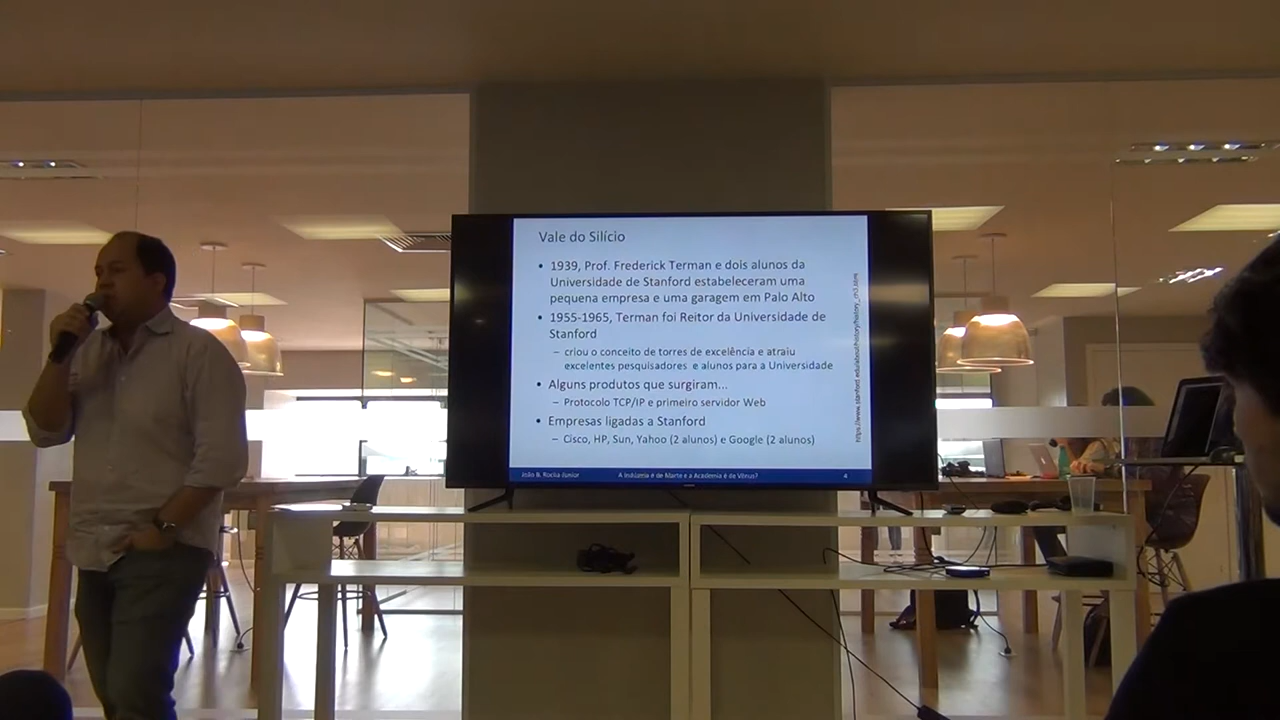 Vale do Silício
• 1939, Prof. Frederick Terman e dois alunos da
Universidade de Stanford estabeleceram uma
pequena empresa e uma garagem em Palo Alto
• 1955-1965, Terman foi Reitor da Universidade de
Stanford
– criou o conceito de torres de excelência e atraiu
excelentes pesquisadores e alunos para a Universidade
• Alguns produtos que surgiram...
– Protocolo TCP/IP e primeiro servidor Web
• Empresas ligadas a Stanford
– Cisco, HP, Sun, Yahoo (2 alunos) e Google (2 alunos)
João B. Rocha-Junior
A Indústria é de Marte e a Academia é de Vênus?
4